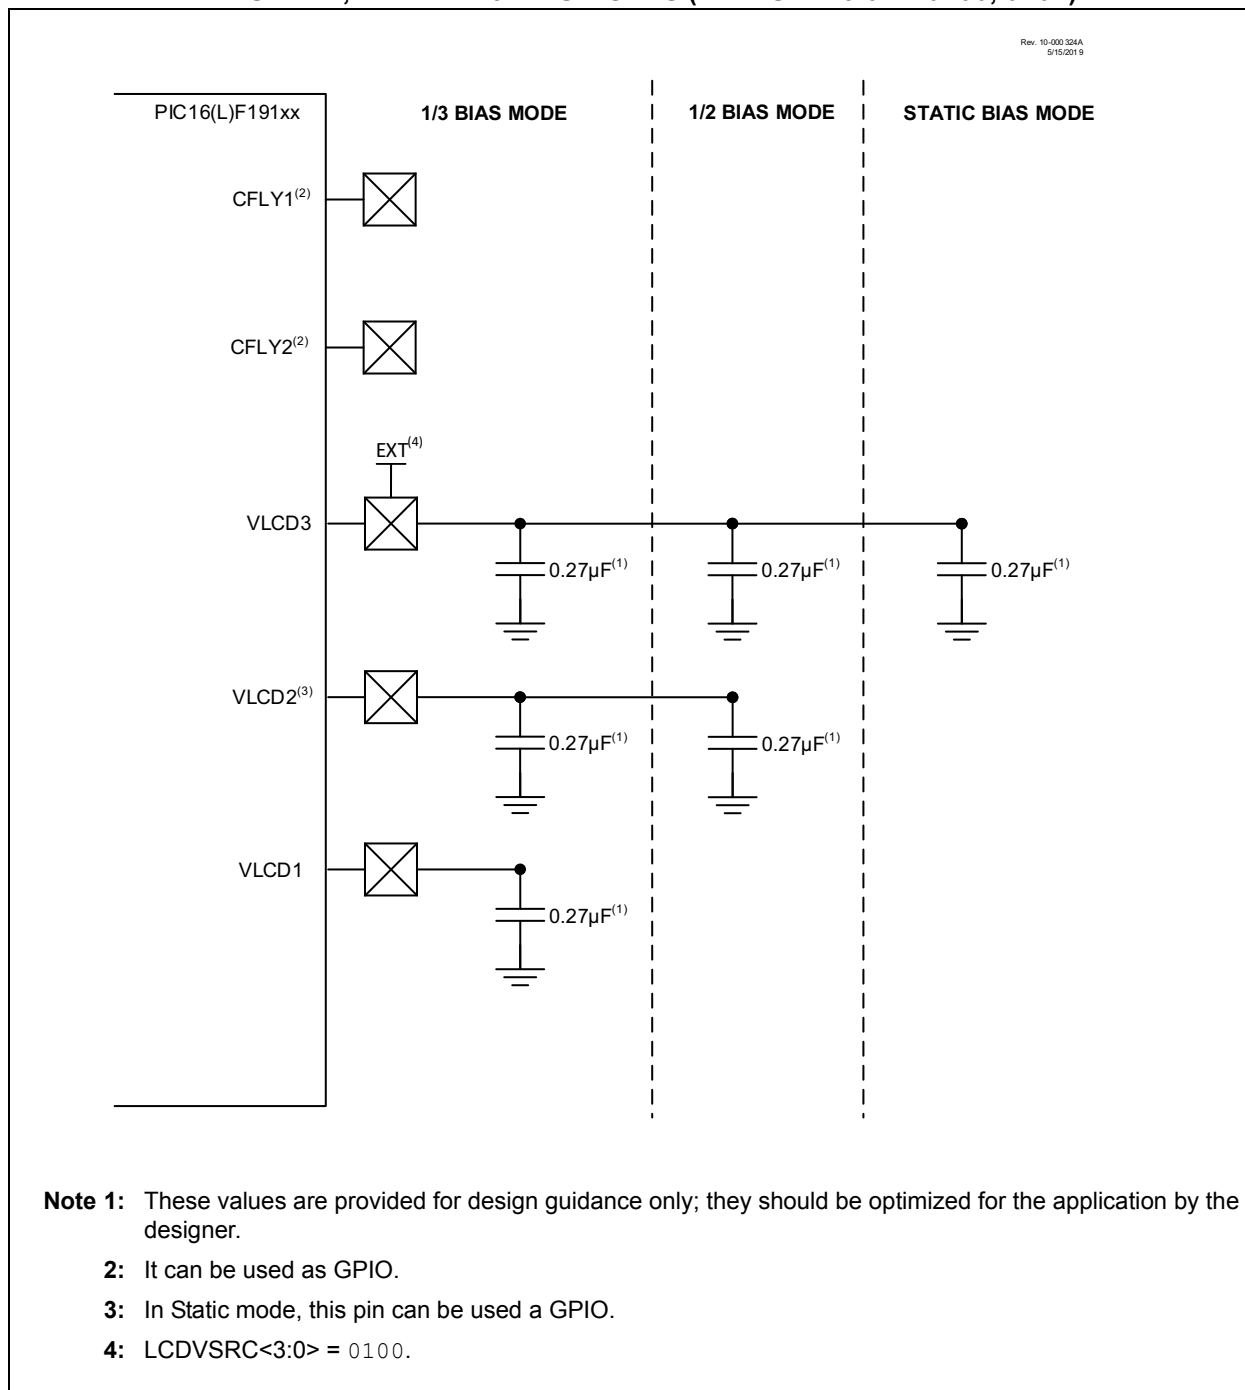 Rev. 10-000 324A
5/15/201 9
PIC16(L)F191xx
1/3 BIAS MODE
1/2 BIAS MODE
STATIC BIAS MODE
CFLY1(2)
CFLY2(2)
EXT(4)
VLCD3
0.27µF(1)
0.27µF(1)
0.27µF(1)
VLCD2(3)
0.27µF(1)
0.27µF(1)
VLCD1
0.27µF(1)
Note 1: These values are provided for design guidance only; they should be optimized for the application by the
designer.
2: It can be used as GPIO.
3: In Static mode, this pin can be used a GPIO.
4: LCDVSRC<3:0> = 0100.